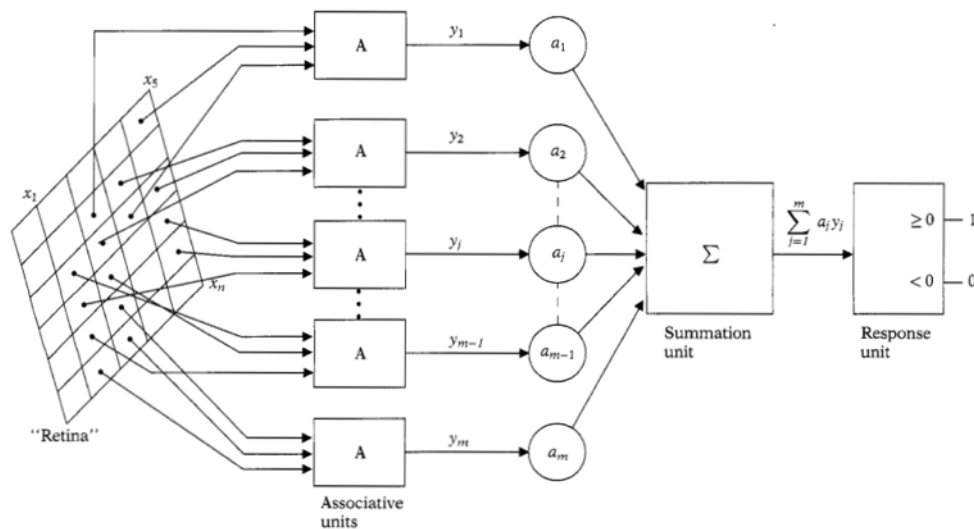 A
y₁
a₁
x₅
A
y₂
a₂
x₁
A
yⱼ
aⱼ
Σ
∑ⱼ₌₁ᵐ aⱼyⱼ
≥ 0
1
< 0
0
xₙ
A
yₘ₋₁
aₘ₋₁
Summation
unit
Response
unit
"Retina"
A
yₘ
aₘ
Associative
units